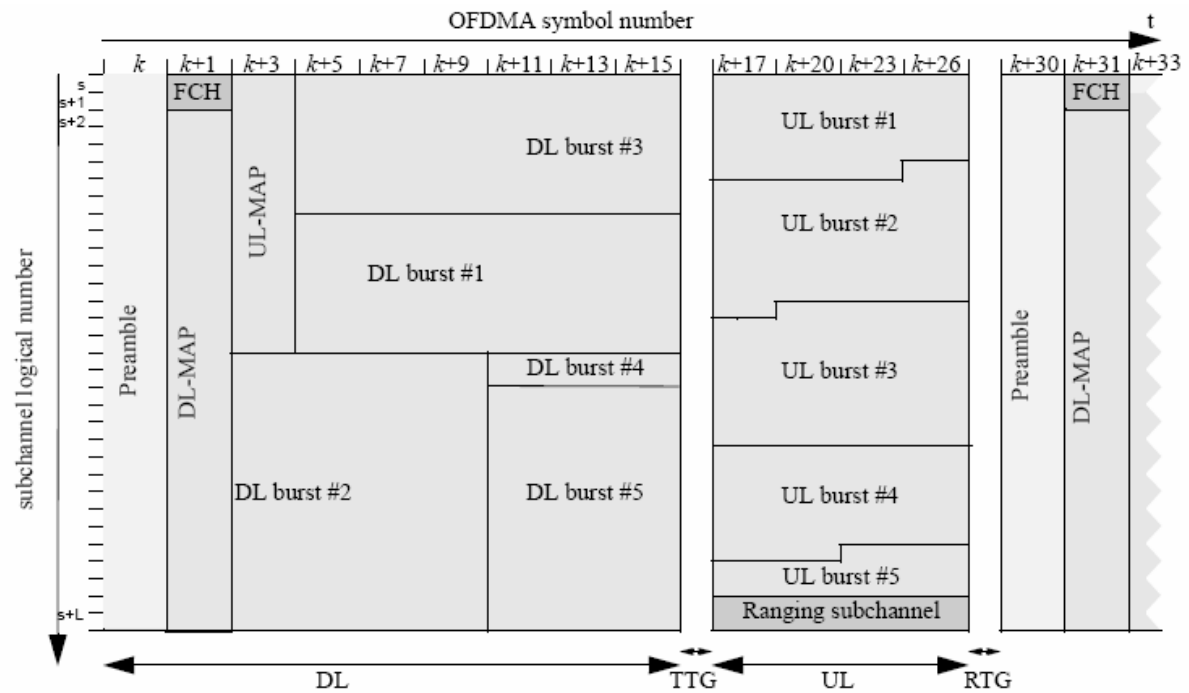 OFDMA symbol number
t
k k+1 k+3 k+5 k+7 k+9 k+11 k+13 k+15 k+17 k+20 k+23 k+26 k+30 k+31 k+33
s
s+1
s+2
s+L
subchannel logical number
Preamble
FCH
DL-MAP
UL-MAP
DL burst #3
DL burst #1
DL burst #4
DL burst #2
DL burst #5
UL burst #1
UL burst #2
UL burst #3
UL burst #4
UL burst #5
Ranging subchannel
Preamble
FCH
DL-MAP
DL TTG UL RTG